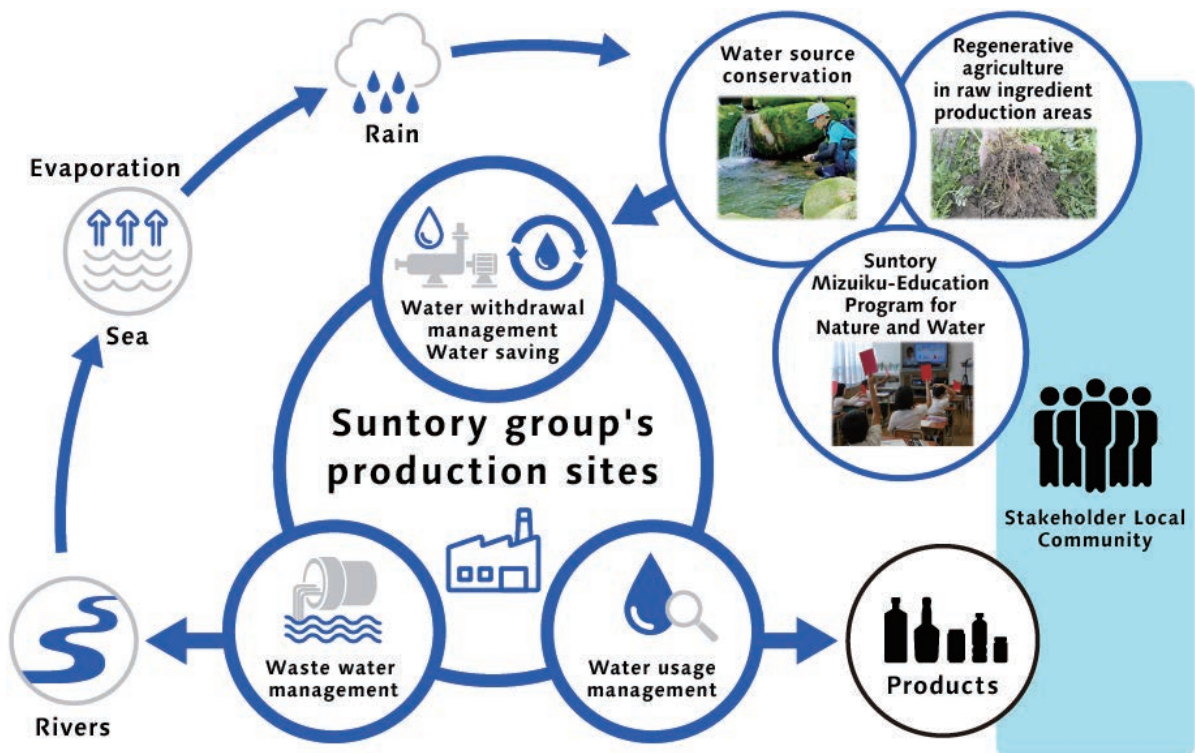 Water source
conservation
Regenerative
agriculture
in raw ingredient
production areas
Rain
Evaporation
Sea
Suntory
Mizuiku-Education
Program for
Nature and Water
Water withdrawal
management
Water saving
Suntory group's
production sites
Stakeholder Local
Community
Waste water
management
Water usage
management
Products
Rivers